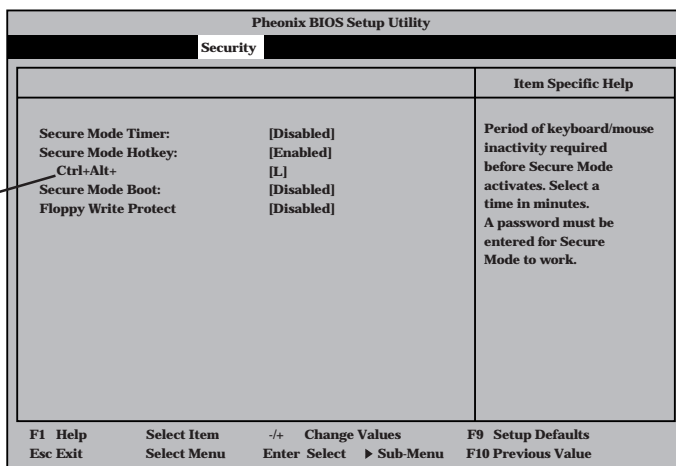 Pheonix BIOS Setup Utility
Security
Item Specific Help
Secure Mode Timer: [Disabled]
Secure Mode Hotkey: [Enabled]
Ctrl+Alt+ [L]
Secure Mode Boot: [Disabled]
Floppy Write Protect [Disabled]
Period of keyboard/mouse
inactivity required
before Secure Mode
activates. Select a
time in minutes.
A password must be
entered for Secure
Mode to work.
F1 Help Select Item -/+ Change Values F9 Setup Defaults
Esc Exit Select Menu Enter Select ▶ Sub-Menu F10 Previous Value